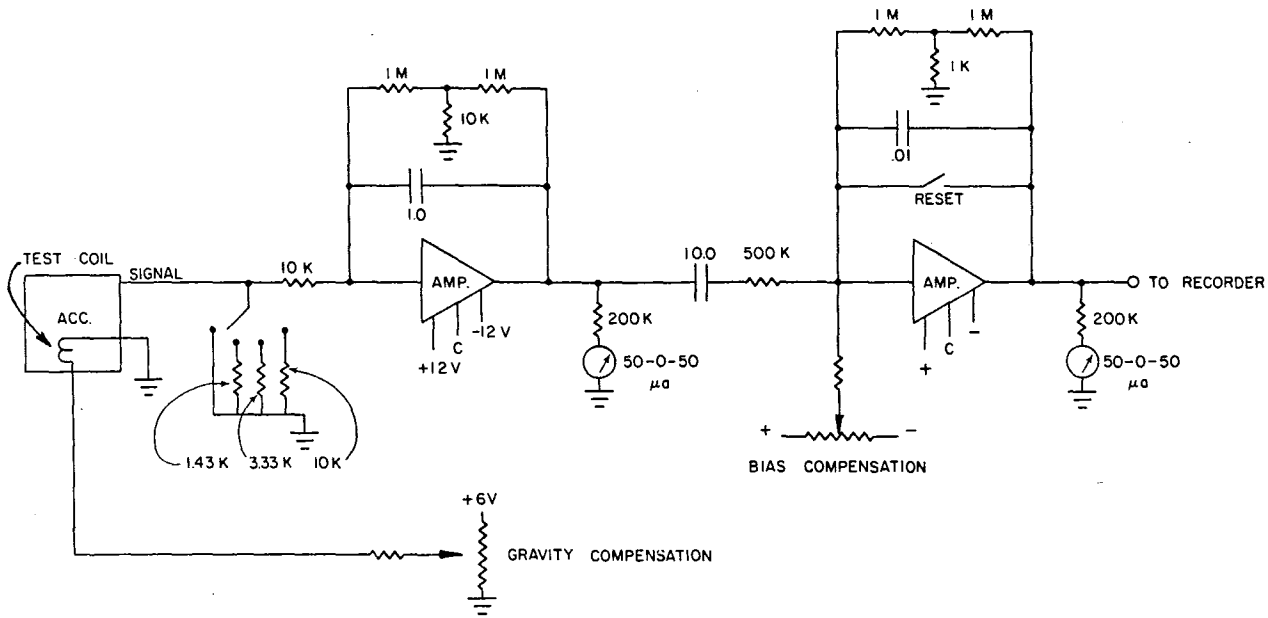 1 M 1 M
1 K
.01
RESET
1 M 1 M
10 K
1.0
TEST COIL
SIGNAL
ACC.
10 K
AMP.
+12 V
C
-12 V
200 K
50-0-50
μa
10.0
500 K
AMP.
+
C
-
TO RECORDER
200 K
50-0-50
μa
1.43 K 3.33 K 10 K
+ -
BIAS COMPENSATION
+6V
GRAVITY COMPENSATION